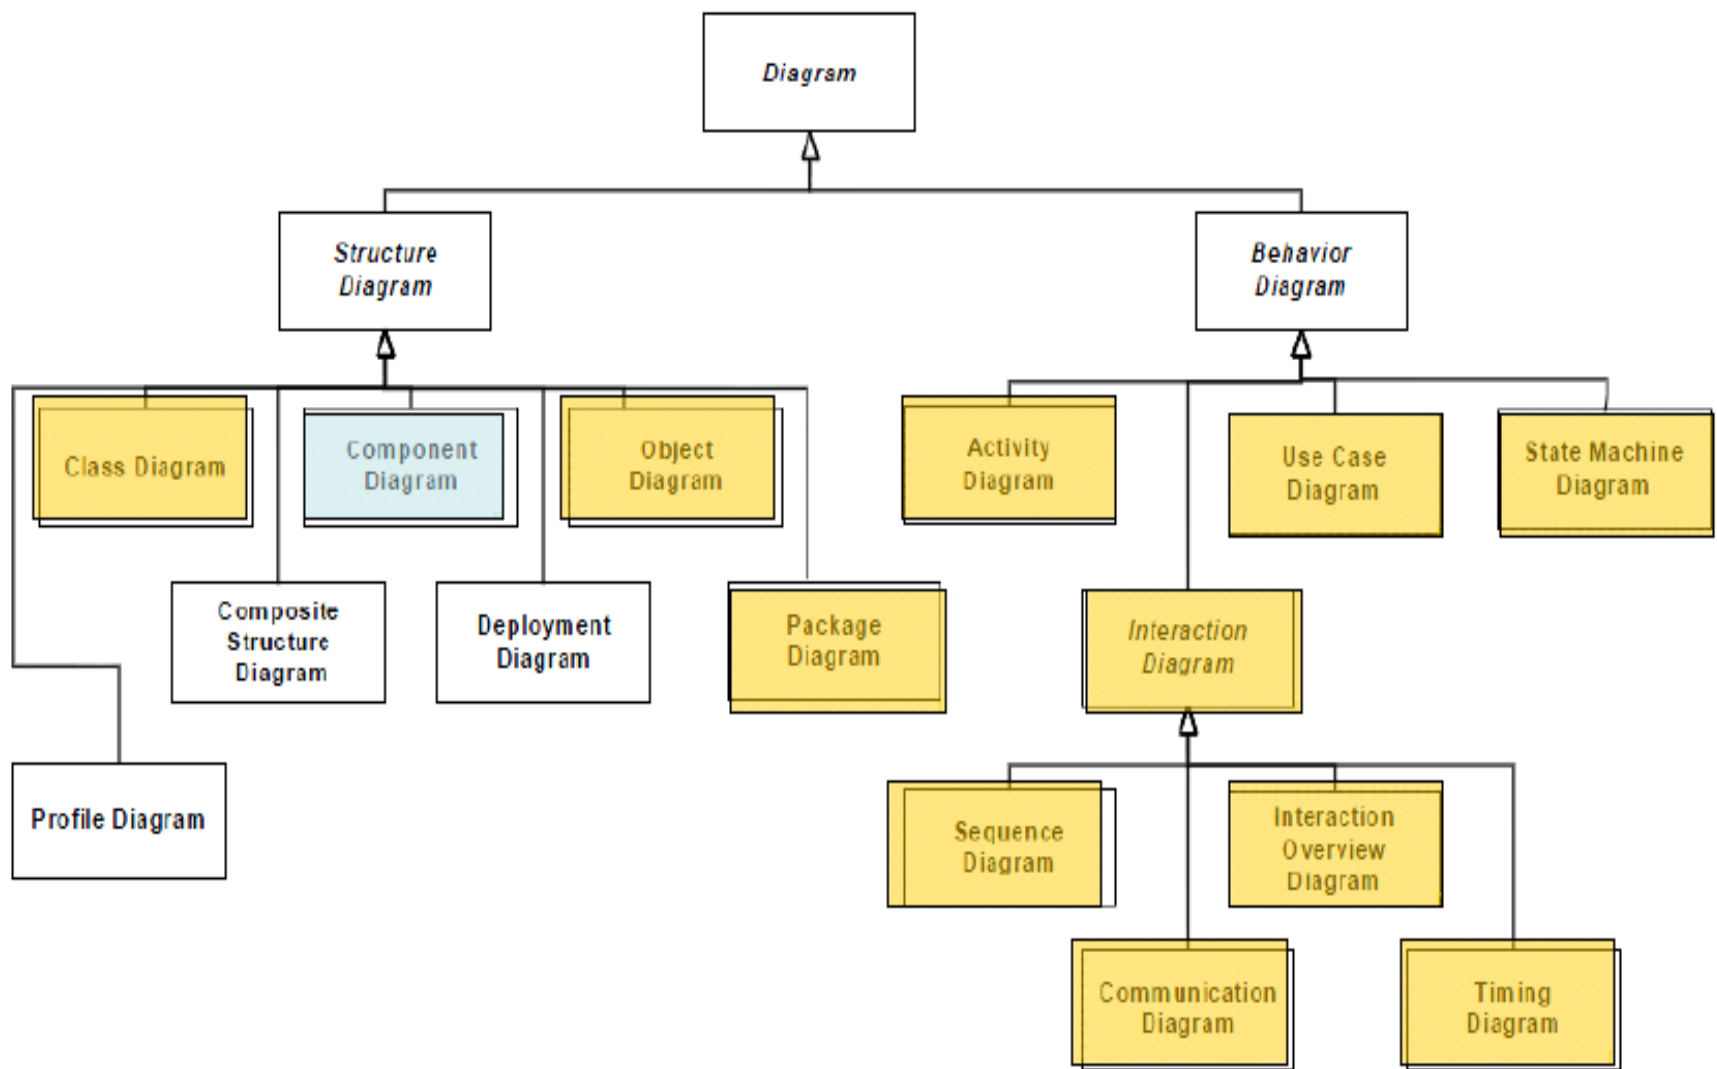 Diagram
Structure
Diagram
Behavior
Diagram
Class Diagram
Component
Diagram
Object
Diagram
Activity
Diagram
Use Case
Diagram
State Machine
Diagram
Composite
Structure
Diagram
Deployment
Diagram
Package
Diagram
Interaction
Diagram
Profile Diagram
Sequence
Diagram
Interaction
Overview
Diagram
Communication
Diagram
Timing
Diagram